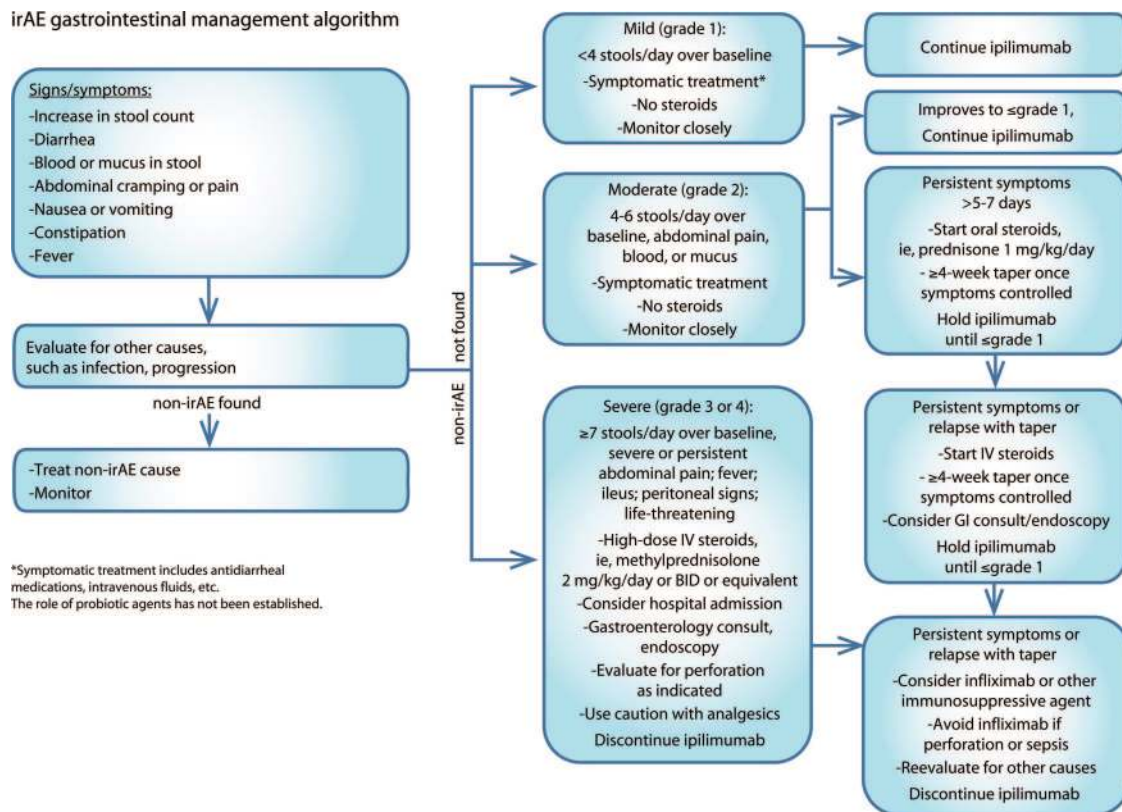 irAE gastrointestinal management algorithm
Signs/symptoms:
-Increase in stool count
-Diarrhea
-Blood or mucus in stool
-Abdominal cramping or pain
-Nausea or vomiting
-Constipation
-Fever
Evaluate for other causes,
such as infection, progression
non-irAE found
-Treat non-irAE cause
-Monitor
*Symptomatic treatment includes antidiarrheal
medications, intravenous fluids, etc.
The role of probiotic agents has not been established.
non-irAE
not found
Mild (grade 1):
<4 stools/day over baseline
-Symptomatic treatment*
-No steroids
-Monitor closely
Continue ipilimumab
Moderate (grade 2):
4-6 stools/day over
baseline, abdominal pain,
blood, or mucus
-Symptomatic treatment
-No steroids
-Monitor closely
Improves to ≤grade 1,
Continue ipilimumab
Persistent symptoms
>5-7 days
-Start oral steroids,
ie, prednisone 1 mg/kg/day
- ≥4-week taper once
symptoms controlled
Hold ipilimumab
until ≤grade 1
Persistent symptoms or
relapse with taper
-Start IV steroids
- ≥4-week taper once
symptoms controlled
-Consider GI consult/endoscopy
Hold ipilimumab
until ≤grade 1
Severe (grade 3 or 4):
≥7 stools/day over baseline,
severe or persistent
abdominal pain; fever;
ileus; peritoneal signs;
life-threatening
-High-dose IV steroids,
ie, methylprednisolone
2 mg/kg/day or BID or equivalent
-Consider hospital admission
-Gastroenterology consult,
endoscopy
-Evaluate for perforation
as indicated
-Use caution with analgesics
Discontinue ipilimumab
Persistent symptoms or
relapse with taper
-Consider infliximab or other
immunosuppressive agent
-Avoid infliximab if
perforation or sepsis
-Reevaluate for other causes
Discontinue ipilimumab